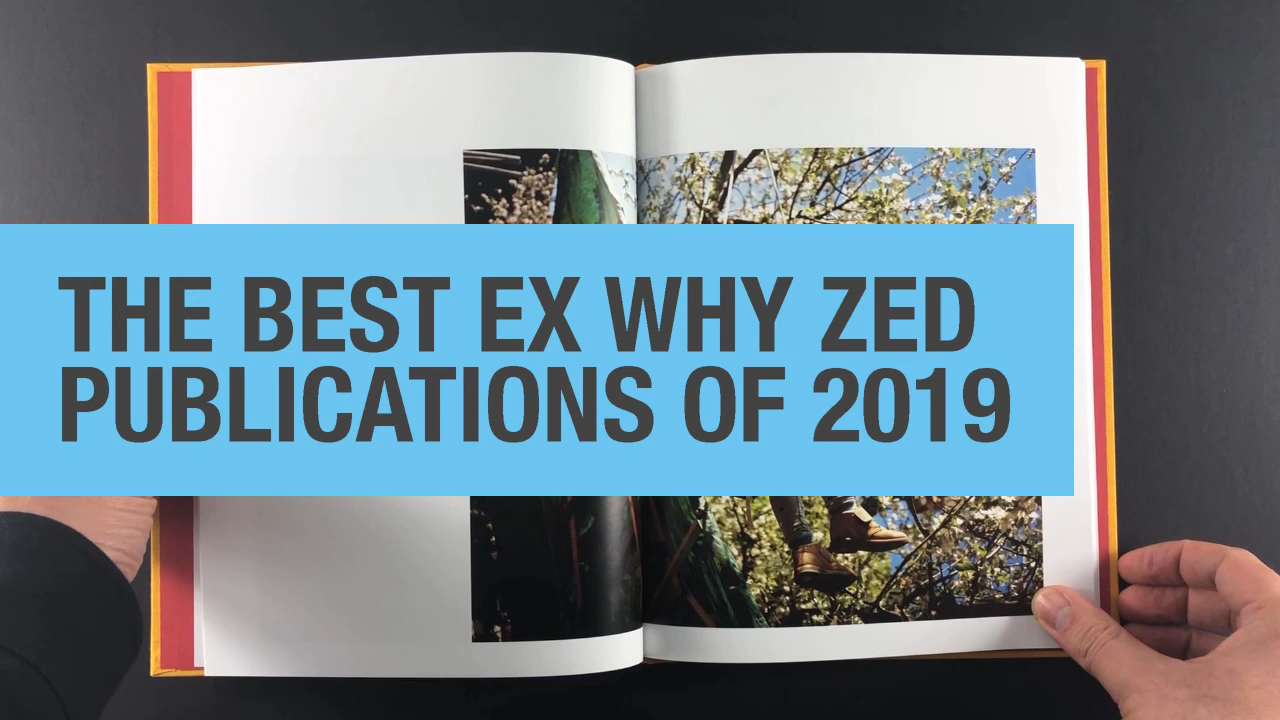 THE BEST EX WHY ZED
PUBLICATIONS OF 2019